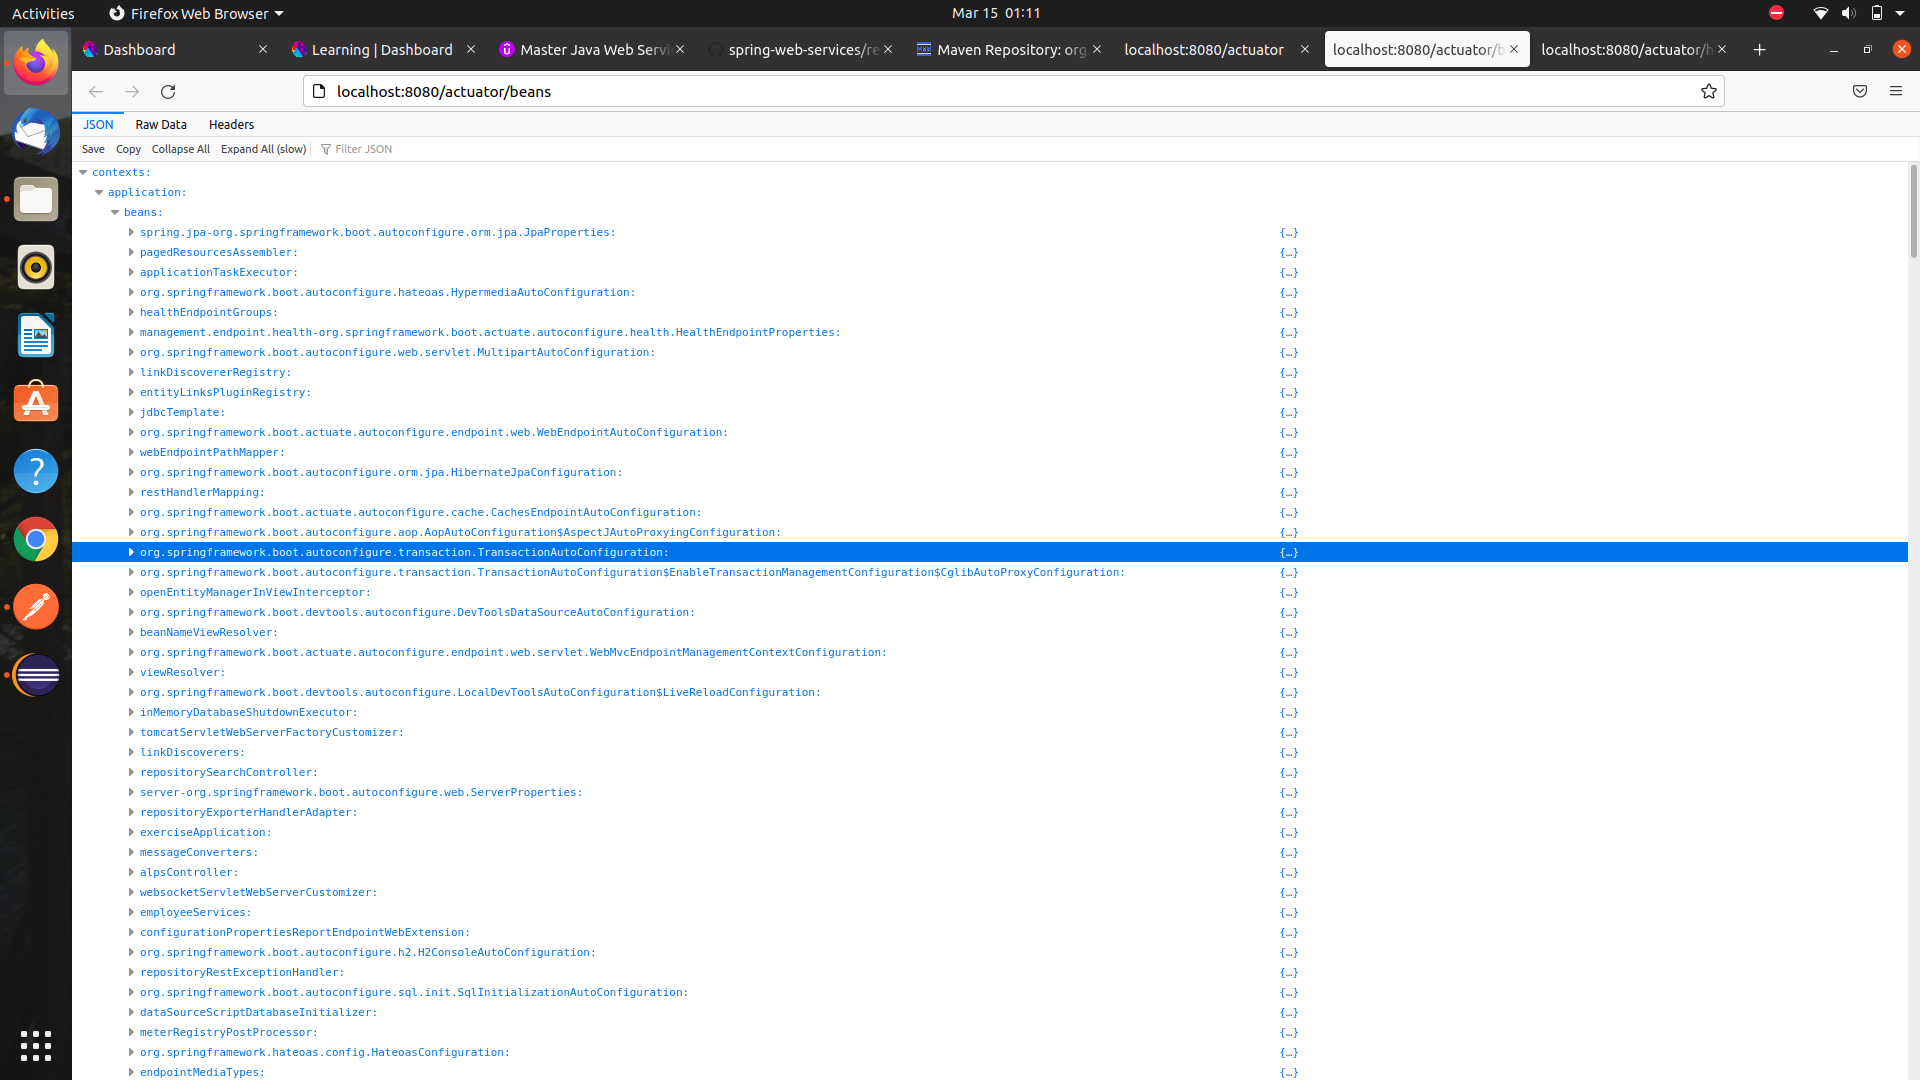 Activities
Firefox Web Browser
Mar 15 01:11
Dashboard
Learning | Dashboard
Master Java Web Servi
spring-web-services/re
Maven Repository: org
localhost:8080/actuator
localhost:8080/actuator/b
localhost:8080/actuator/h
localhost:8080/actuator/beans
JSON
Raw Data
Headers
Save
Copy
Collapse All
Expand All (slow)
Filter JSON
contexts:
application:
beans:
spring.jpa-org.springframework.boot.autoconfigure.orm.jpa.JpaProperties: {…}
pagedResourcesAssembler: {…}
applicationTaskExecutor: {…}
org.springframework.boot.autoconfigure.hateoas.HypermediaAutoConfiguration: {…}
healthEndpointGroups: {…}
management.endpoint.health-org.springframework.boot.actuate.autoconfigure.health.HealthEndpointProperties: {…}
org.springframework.boot.autoconfigure.web.servlet.MultipartAutoConfiguration: {…}
linkDiscovererRegistry: {…}
entityLinksPluginRegistry: {…}
jdbcTemplate: {…}
org.springframework.boot.actuate.autoconfigure.endpoint.web.WebEndpointAutoConfiguration: {…}
webEndpointPathMapper: {…}
org.springframework.boot.autoconfigure.orm.jpa.HibernateJpaConfiguration: {…}
restHandlerMapping: {…}
org.springframework.boot.actuate.autoconfigure.cache.CachesEndpointAutoConfiguration: {…}
org.springframework.boot.autoconfigure.aop.AopAutoConfiguration$AspectJAutoProxyingConfiguration: {…}
org.springframework.boot.autoconfigure.transaction.TransactionAutoConfiguration: {…}
org.springframework.boot.autoconfigure.transaction.TransactionAutoConfiguration$EnableTransactionManagementConfiguration$CglibAutoProxyConfiguration: {…}
openEntityManagerInViewInterceptor: {…}
org.springframework.boot.devtools.autoconfigure.DevToolsDataSourceAutoConfiguration: {…}
beanNameViewResolver: {…}
org.springframework.boot.actuate.autoconfigure.endpoint.web.servlet.WebMvcEndpointManagementContextConfiguration: {…}
viewResolver: {…}
org.springframework.boot.devtools.autoconfigure.LocalDevToolsAutoConfiguration$LiveReloadConfiguration: {…}
inMemoryDatabaseShutdownExecutor: {…}
tomcatServletWebServerFactoryCustomizer: {…}
linkDiscoverers: {…}
repositorySearchController: {…}
server-org.springframework.boot.autoconfigure.web.ServerProperties: {…}
repositoryExporterHandlerAdapter: {…}
exerciseApplication: {…}
messageConverters: {…}
alpsController: {…}
websocketServletWebServerCustomizer: {…}
employeeServices: {…}
configurationPropertiesReportEndpointWebExtension: {…}
org.springframework.boot.autoconfigure.h2.H2ConsoleAutoConfiguration: {…}
repositoryRestExceptionHandler: {…}
org.springframework.boot.autoconfigure.sql.init.SqlInitializationAutoConfiguration: {…}
dataSourceScriptDatabaseInitializer: {…}
meterRegistryPostProcessor: {…}
org.springframework.hateoas.config.HateoasConfiguration: {…}
endpointMediaTypes: {…}